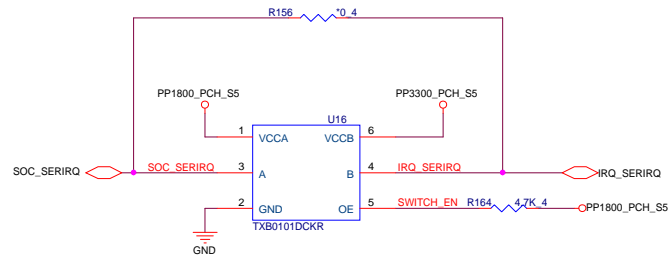 R156 *0_4
PP1800_PCH_S5 PP3300_PCH_S5
U16
1 VCCA VCCB 6
SOC_SERIRQ SOC_SERIRQ 3 A B 4 IRQ_SERIRQ IRQ_SERIRQ
2 GND OE 5 SWITCH_EN R164 4.7K_4 PP1800_PCH_S5
TXB0101DCKR
GND